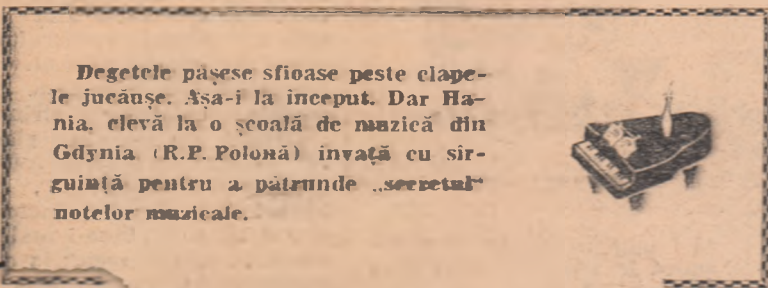 Degetele pășesc sfioase peste clape-
le jucăușe. Așa-i la început. Dar Ha-
nia, elevă la o școală de muzică din
Gdynia (R.P. Polonă) învață cu sîr-
guință pentru a pătrunde „secretul“
notelor muzicale.